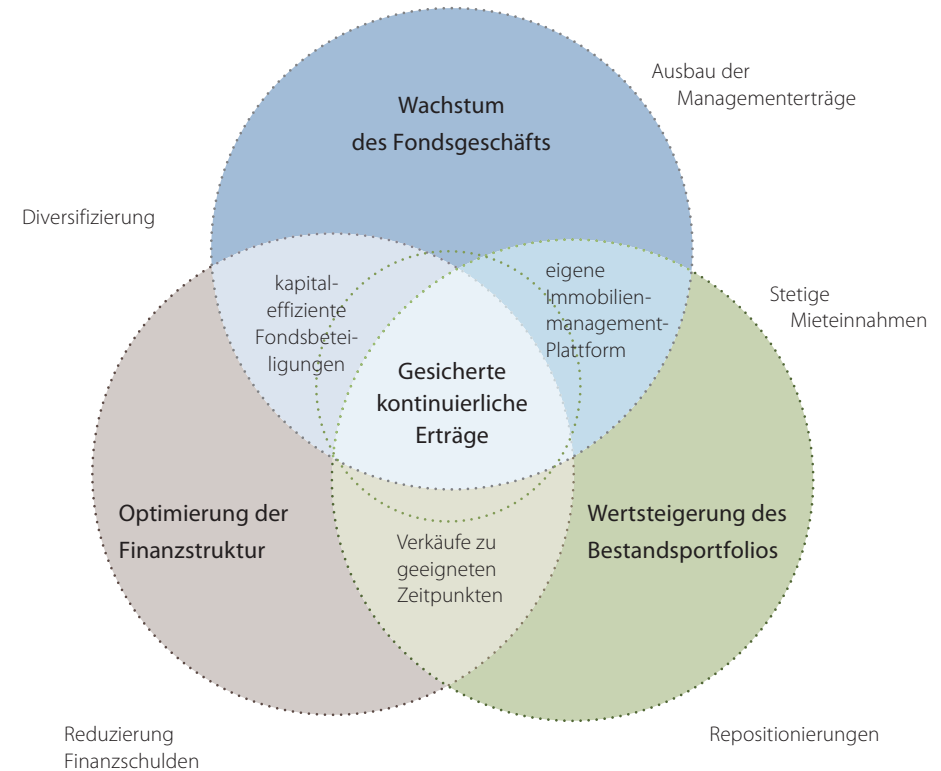 Ausbau der
Managementerträge
Wachstum
des Fondsgeschäfts
Diversifizierung
kapital-
effiziente
Fondsbetei-
ligungen
eigene
Immobilien-
management-
Plattform
Stetige
Mieteinnahmen
Gesicherte
kontinuierliche
Erträge
Optimierung der
Finanzstruktur
Wertsteigerung des
Bestandsportfolios
Verkäufe zu
geeigneten
Zeitpunkten
Reduzierung
Finanzschulden
Repositionierungen